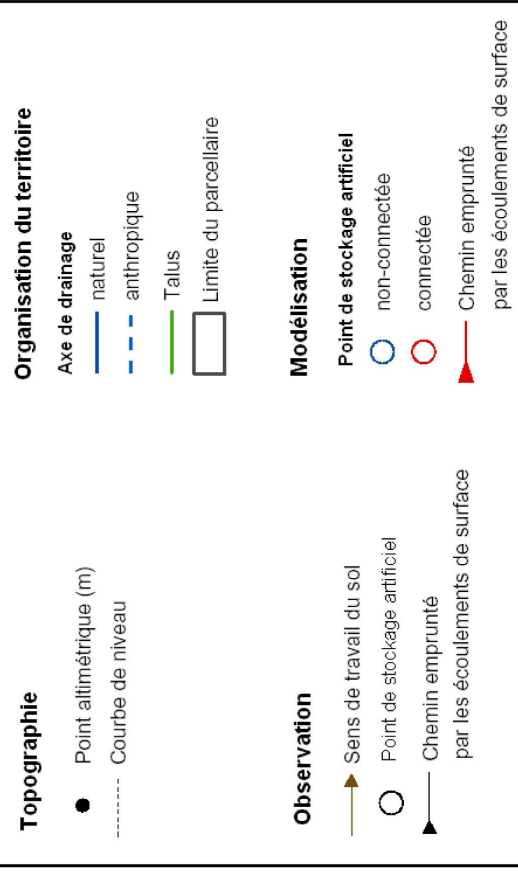 Topographie
Point altimétrique (m)
Courbe de niveau
Organisation du territoire
Axe de drainage
naturel
anthropique
Talus
Limite du parcellaire
Observation
Sens de travail du sol
Point de stockage artificiel
Chemin emprunté
par les écoulements de surface
Modélisation
Point de stockage artificiel
non-connectée
connectée
Chemin emprunté
par les écoulements de surface